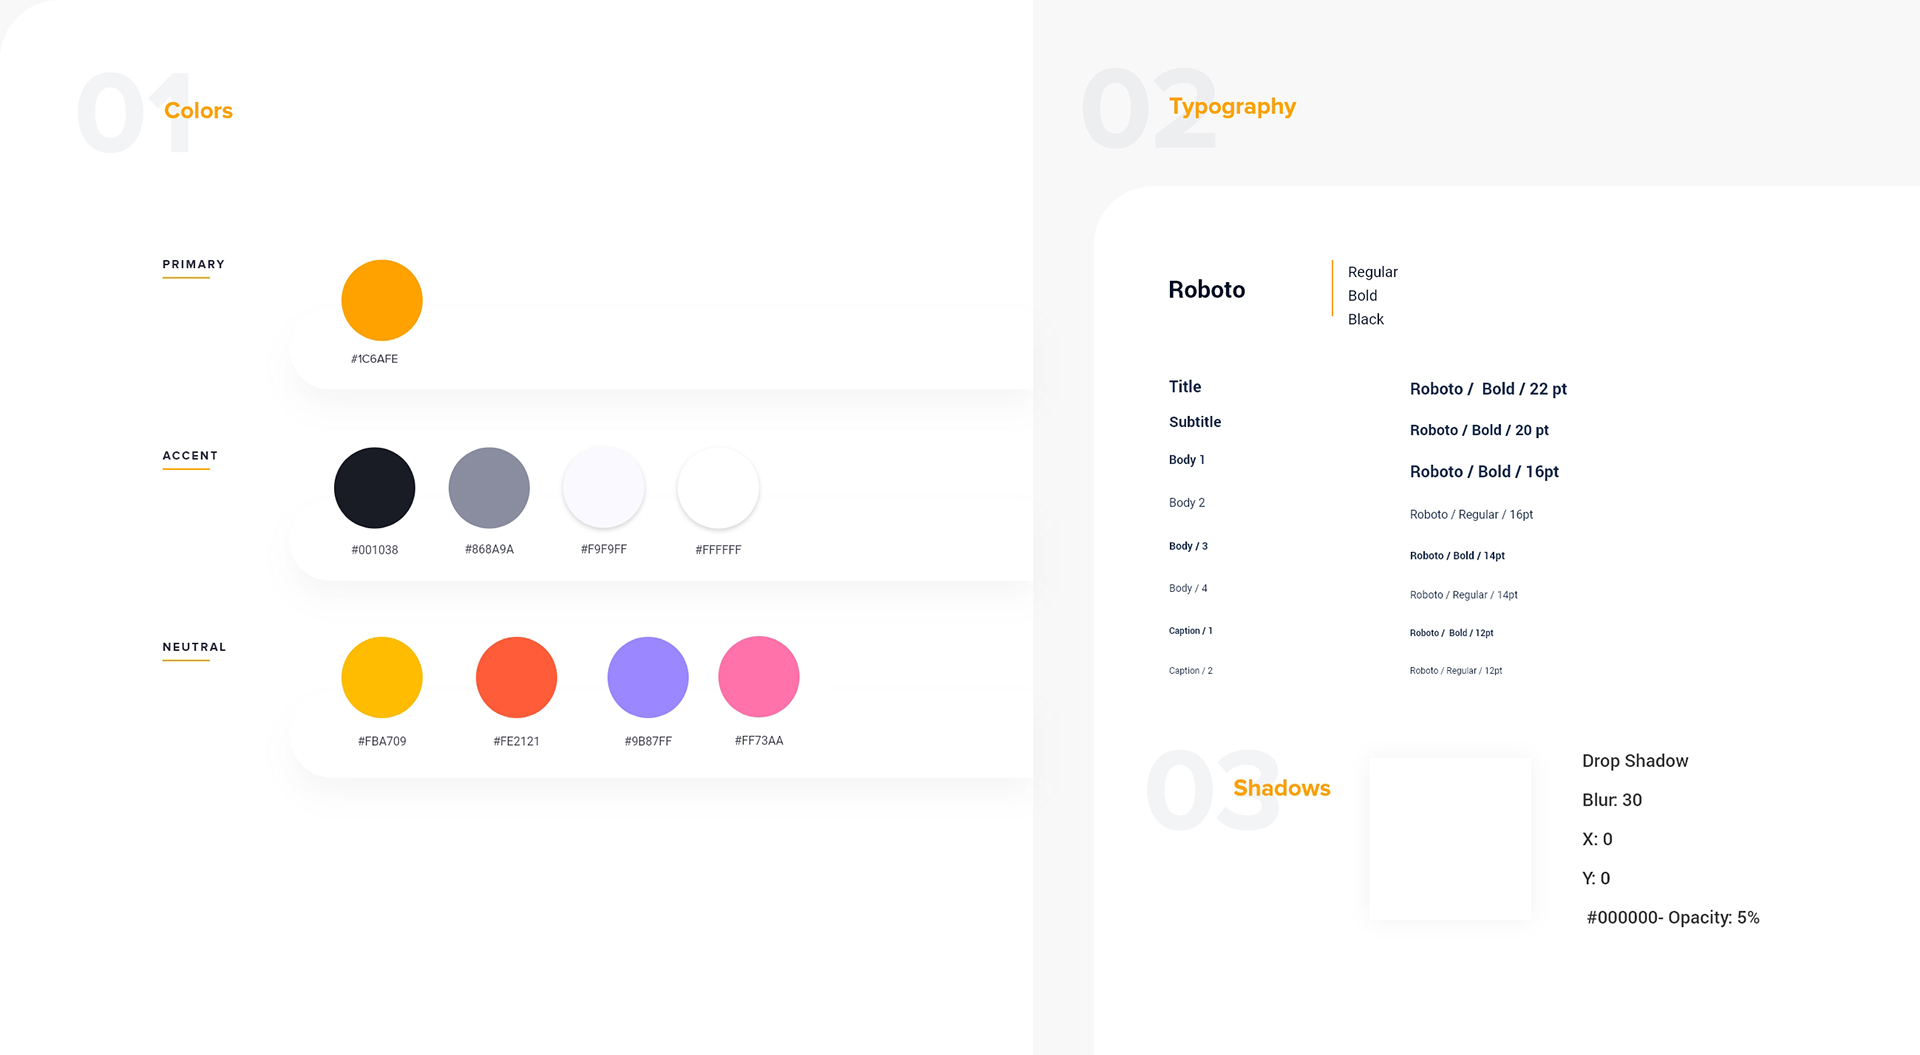 01
Colors
PRIMARY
#1C6AFE
ACCENT
#001038 #868A9A #F9F9FF #FFFFFF
NEUTRAL
#FBA709 #FE2121 #9B87FF #FF73AA
02
Typography
Roboto
Regular
Bold
Black
Title Roboto /  Bold / 22 pt
Subtitle Roboto / Bold / 20 pt
Body 1 Roboto / Bold / 16pt
Body 2 Roboto / Regular / 16pt
Body / 3 Roboto / Bold / 14pt
Body / 4 Roboto / Regular / 14pt
Caption / 1 Roboto /  Bold / 12pt
Caption / 2 Roboto / Regular / 12pt
03
Shadows
Drop Shadow
Blur: 30
X: 0
Y: 0
#000000- Opacity: 5%